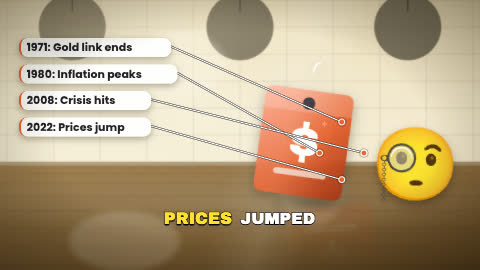 1971: Gold link ends
1980: Inflation peaks
2008: Crisis hits
2022: Prices jump
$
PRICES JUMPED